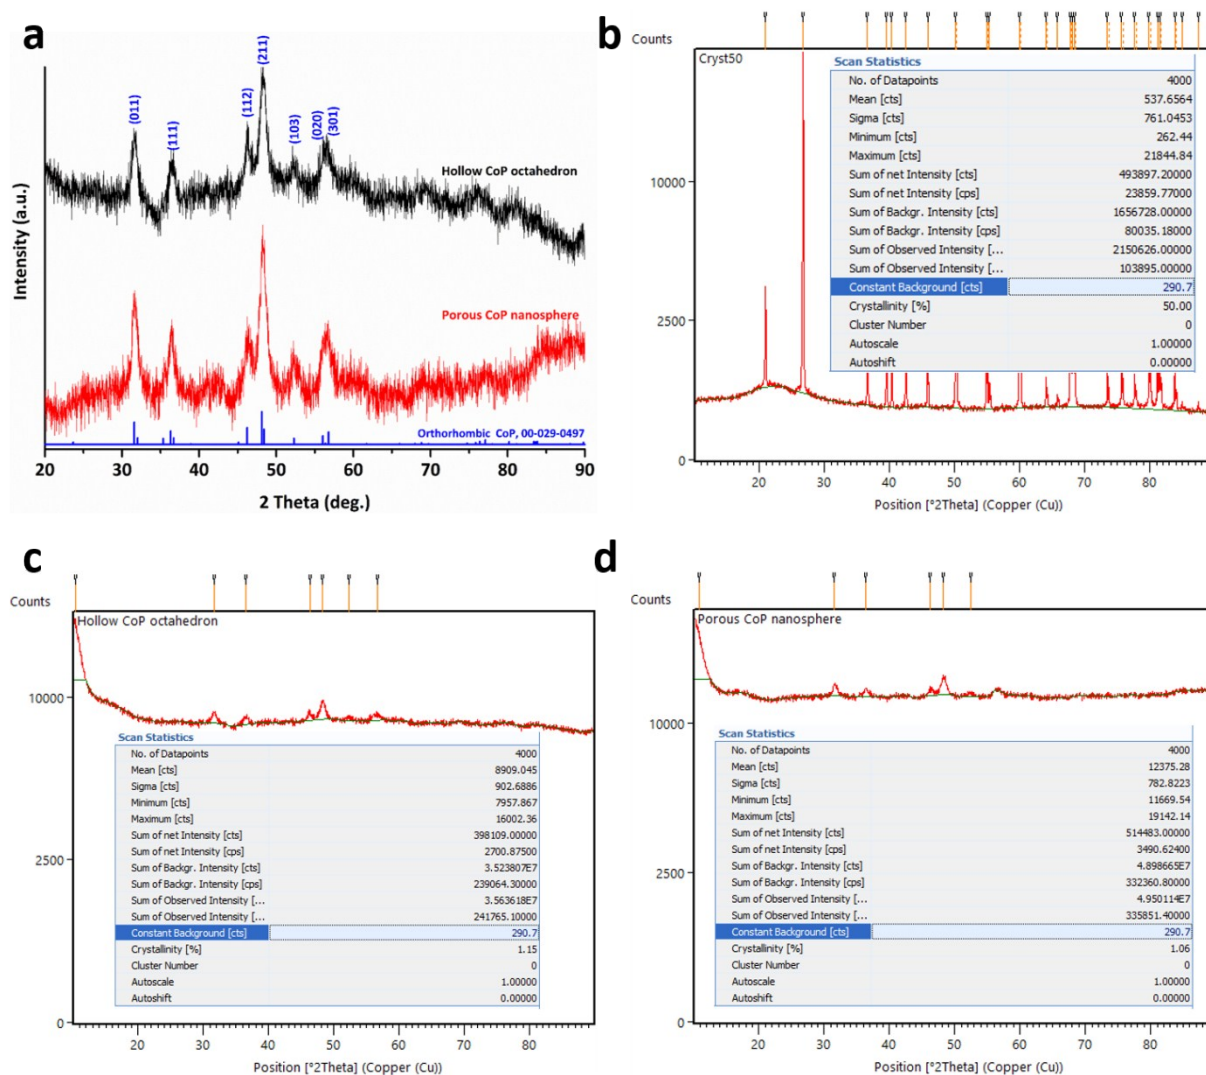 a
Intensity (a.u.)
(011)
(111)
(112)
(211)
(103)
(020)
(301)
Hollow CoP octahedron
Porous CoP nanosphere
Orthorhombic CoP, 00-029-0497
20 30 40 50 60 70 80 90
2 Theta (deg.)
b
Counts
Cryst50
10000
2500
0
Scan Statistics
No. of Datapoints 4000
Mean [cts] 537.6564
Sigma [cts] 761.0453
Minimum [cts] 262.44
Maximum [cts] 21844.84
Sum of net Intensity [cts] 493897.20000
Sum of net Intensity [cps] 23859.77000
Sum of Backgr. Intensity [cts] 1656728.00000
Sum of Backgr. Intensity [cps] 80035.18000
Sum of Observed Intensity [... 2150626.00000
Sum of Observed Intensity [... 103895.00000
Constant Background [cts] 290.7
Crystallinity [%] 50.00
Cluster Number 0
Autoscale 1.00000
Autoshift 0.00000
20 30 40 50 60 70 80
Position [°2Theta] (Copper (Cu))
c
Counts
Hollow CoP octahedron
10000
2500
0
Scan Statistics
No. of Datapoints 4000
Mean [cts] 8909.045
Sigma [cts] 902.6886
Minimum [cts] 7957.867
Maximum [cts] 16002.36
Sum of net Intensity [cts] 398109.00000
Sum of net Intensity [cps] 2700.87500
Sum of Backgr. Intensity [cts] 3.523807E7
Sum of Backgr. Intensity [cps] 239064.30000
Sum of Observed Intensity [... 3.563618E7
Sum of Observed Intensity [... 241765.10000
Constant Background [cts] 290.7
Crystallinity [%] 1.15
Cluster Number 0
Autoscale 1.00000
Autoshift 0.00000
20 30 40 50 60 70 80
Position [°2Theta] (Copper (Cu))
d
Counts
Porous CoP nanosphere
10000
2500
0
Scan Statistics
No. of Datapoints 4000
Mean [cts] 12375.28
Sigma [cts] 782.8223
Minimum [cts] 11669.54
Maximum [cts] 19142.14
Sum of net Intensity [cts] 514483.00000
Sum of net Intensity [cps] 3490.62400
Sum of Backgr. Intensity [cts] 4.898665E7
Sum of Backgr. Intensity [cps] 332360.80000
Sum of Observed Intensity [... 4.950114E7
Sum of Observed Intensity [... 335851.40000
Constant Background [cts] 290.7
Crystallinity [%] 1.06
Cluster Number 0
Autoscale 1.00000
Autoshift 0.00000
20 30 40 50 60 70 80
Position [°2Theta] (Copper (Cu))